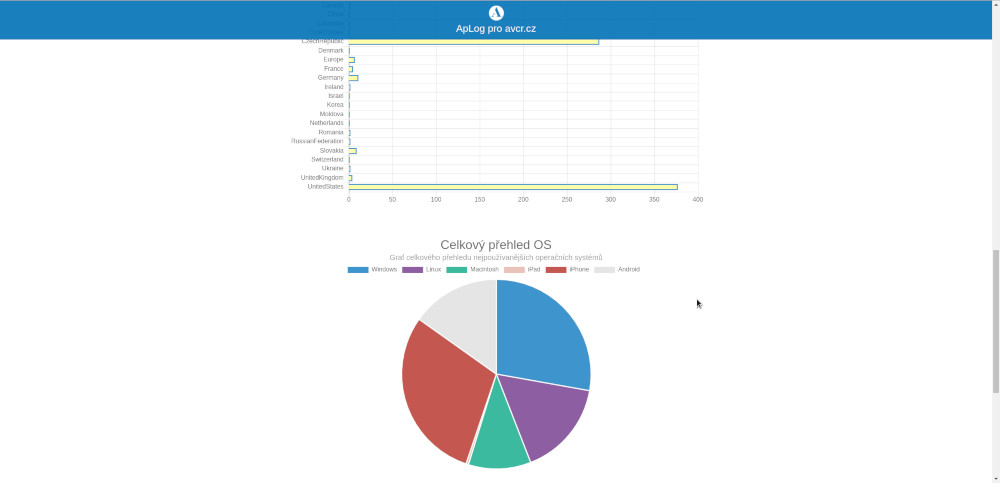 ApLog pro avcr.cz
CzechRepublic
Denmark
Europe
France
Germany
Ireland
Israel
Korea
Moldova
Netherlands
Romania
RussianFederation
Slovakia
Switzerland
Ukraine
UnitedKingdom
UnitedStates
0 50 100 150 200 250 300 350 400
Celkový přehled OS
Graf celkového přehledu nejpoužívanějších operačních systémů
Windows Linux Macintosh iPad iPhone Android